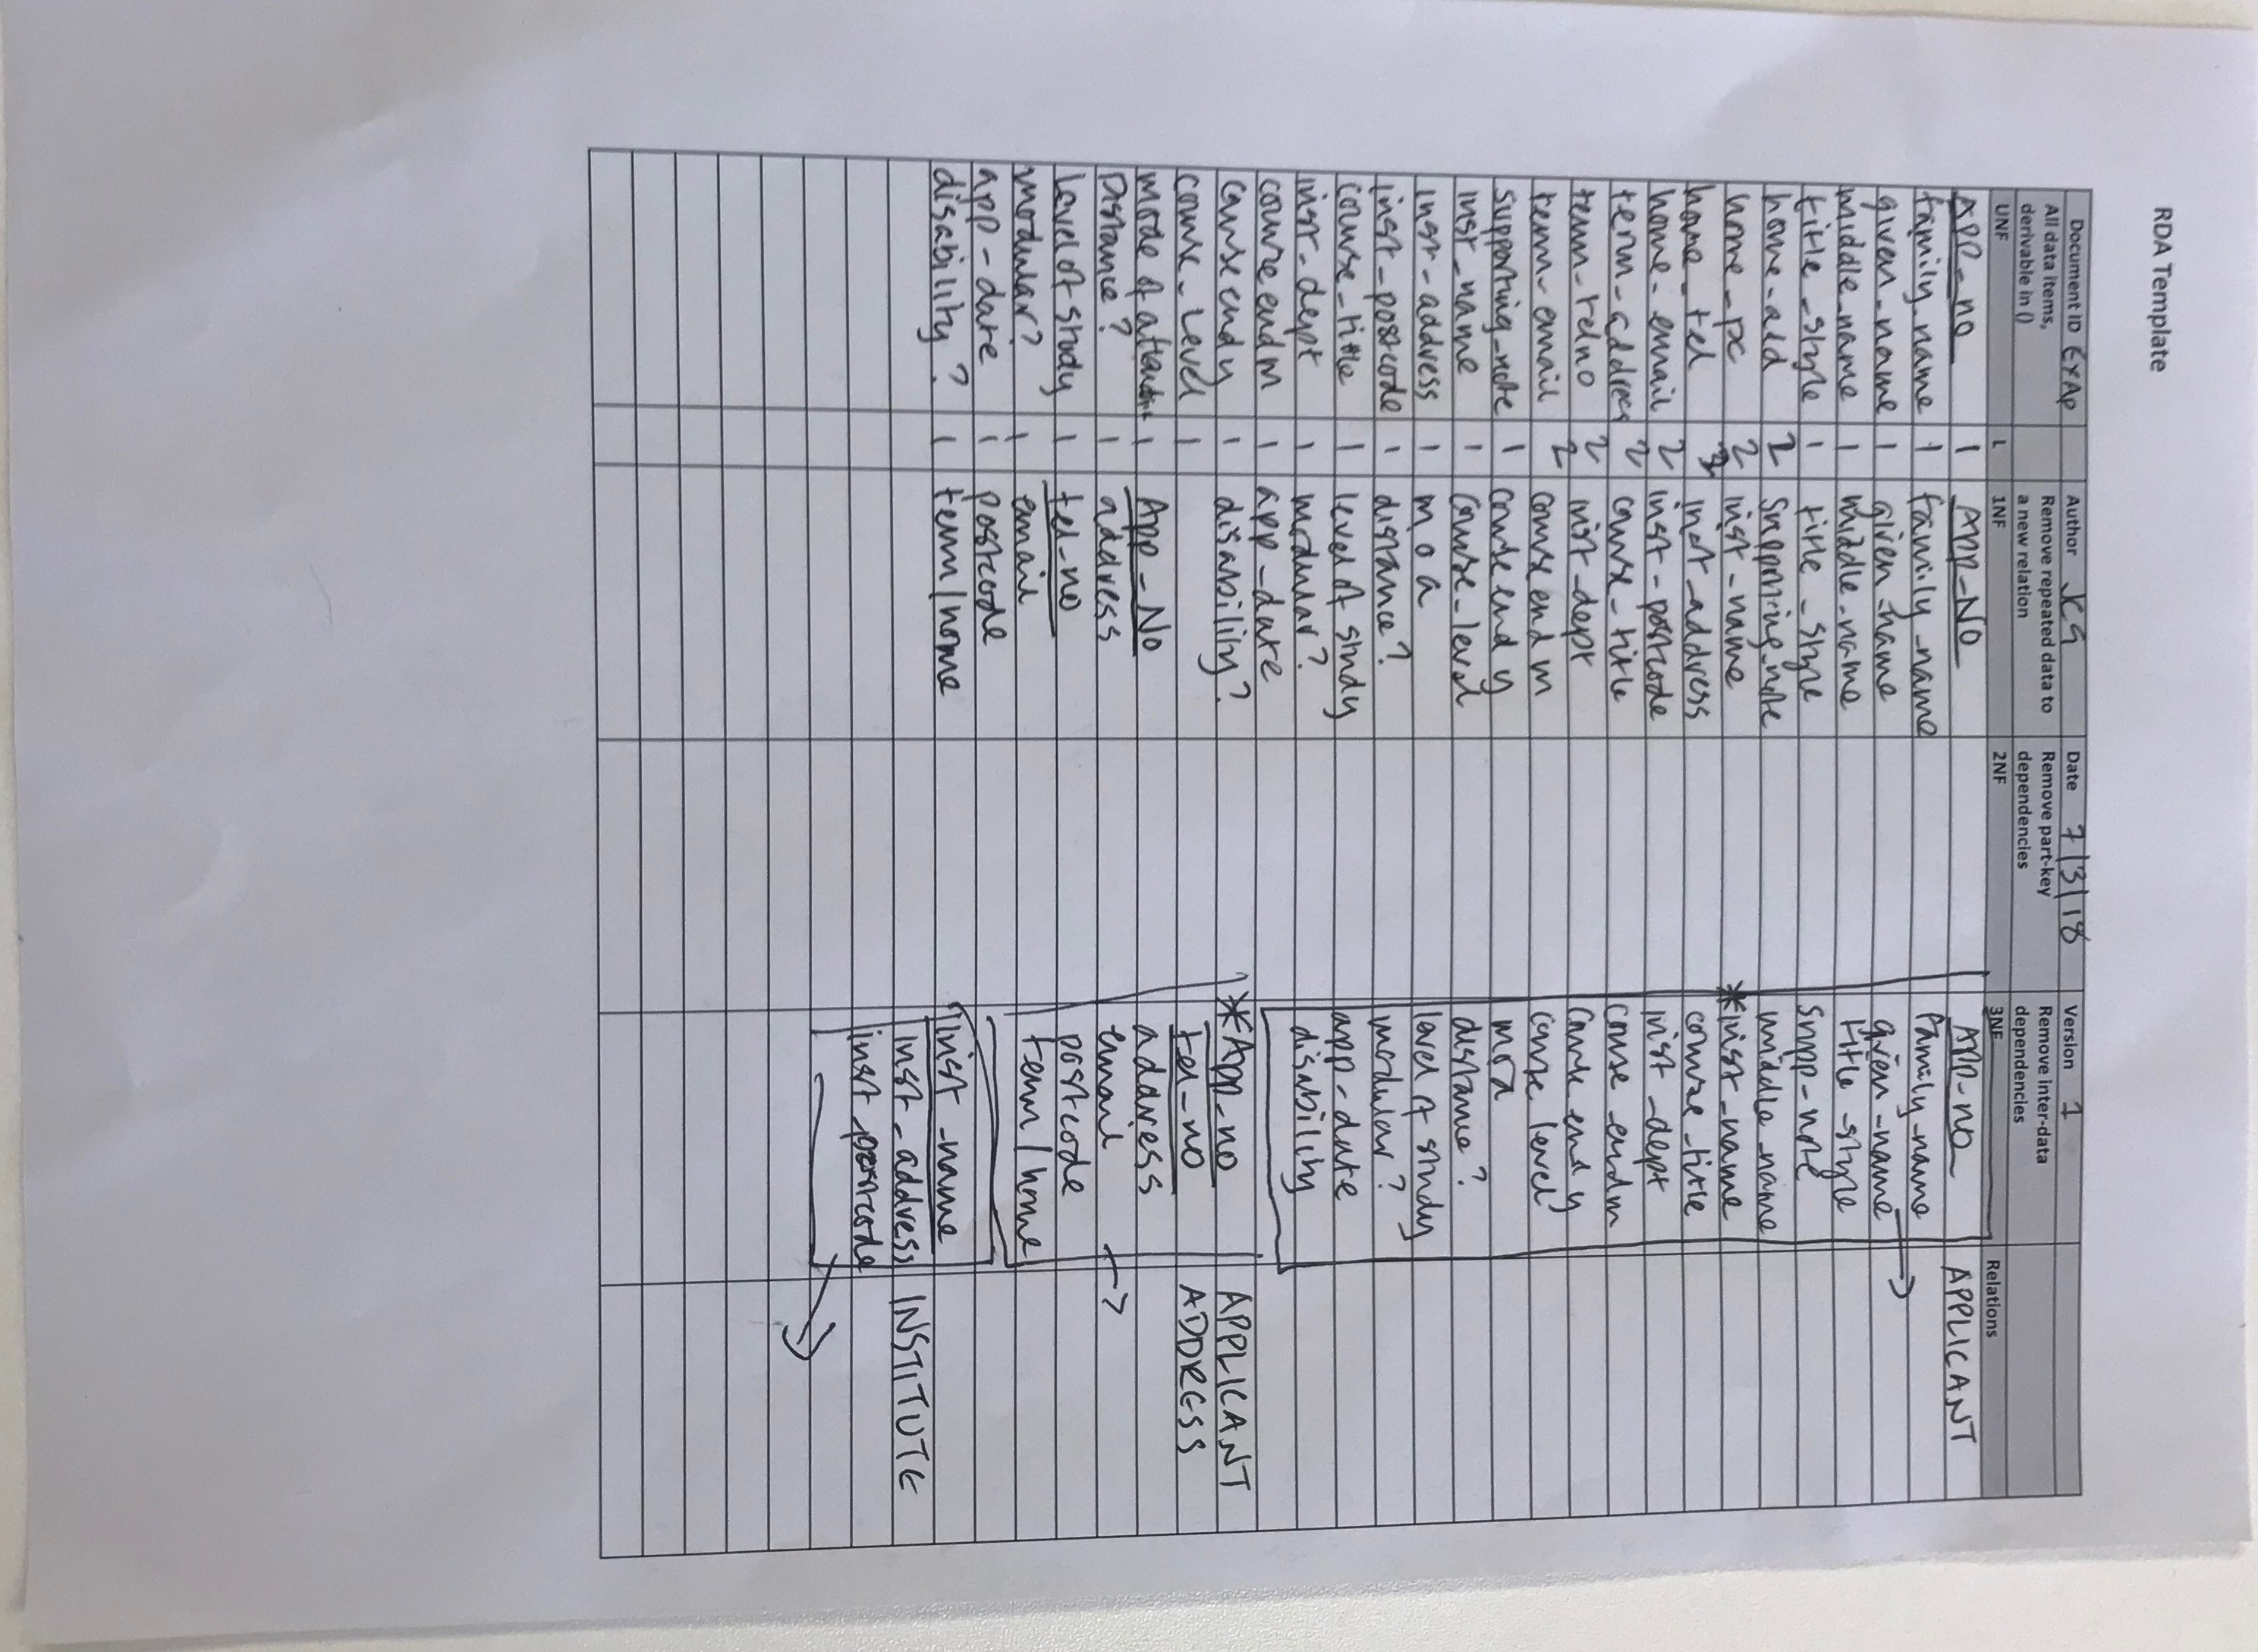 RDA Template
Document ID ExAp Author JCG Date 7/3/18 Version 1
All data items, derivable in () Remove repeated data to a new relation Remove part-key dependencies Remove inter-data dependencies
UNF L 1NF 2NF 3NF Relations
APP_no 1 APP_NO APP_no APPLICANT
family_name 1 family_name family_name
given_name 1 given_name given_name
middle_name 1 middle_name title_style
title_style 1 title_style supp_note
home_add 2 supporting_note middle_name
home_pc 2 inst_name *inst_name
home_tel 2 inst_address course_title
home_email 2 inst_postcode inst_dept
term_address 2 course_title course_endm
term_telno 2 inst_dept course end y
term_email 2 course end m course level
supporting_note 1 course end y moa
inst_name 1 course_level distance?
inst_address 1 moa level of study
inst_postcode 1 distance? modular?
course_title 1 level of study app_date
inst_dept 1 modular? disability
course endm 1 app_date
course endy 1 disability? *App_no APPLICANT
course_level 1 tel_no ADDRESS
mode of 1 App_No address
Distance? 1 address email
Level of study 1 tel_no postcode
modular? 1 email term/home
app_date 1 postcode
disability? 1 term/home inst_name
inst_address INSTITUTE
inst_postcode